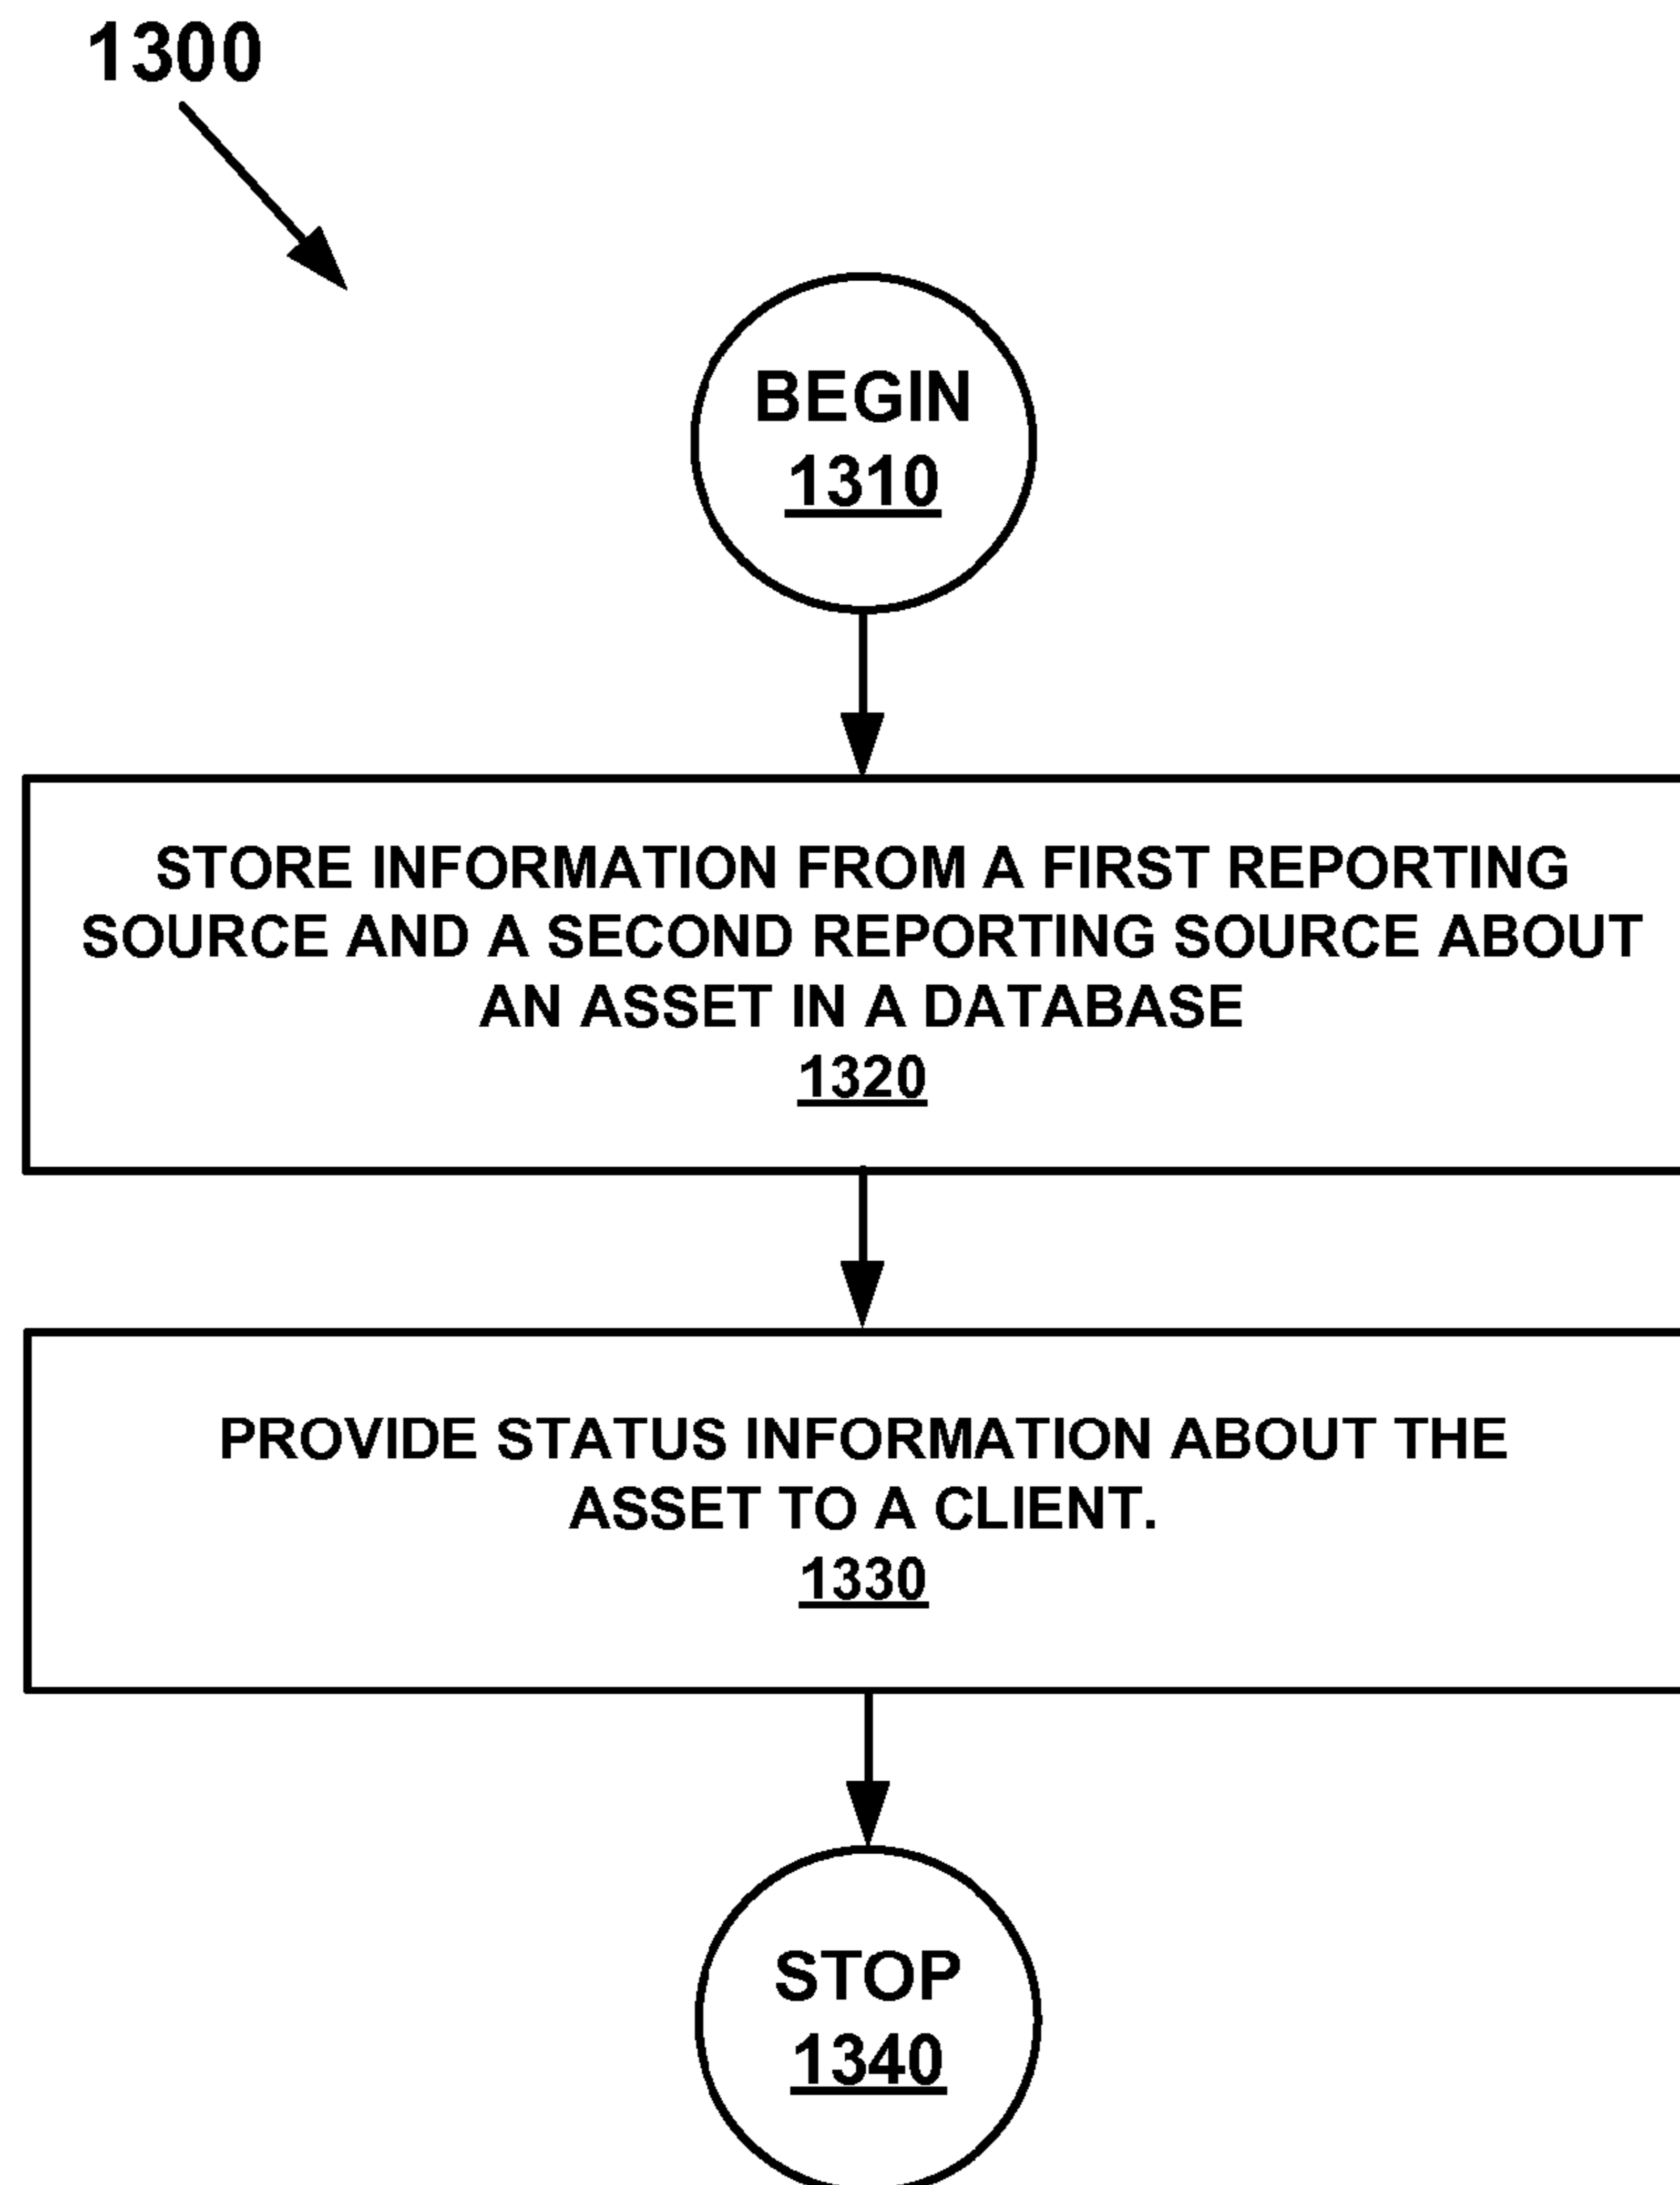 1300
BEGIN
1310
STORE INFORMATION FROM A FIRST REPORTING
SOURCE AND A SECOND REPORTING SOURCE ABOUT
AN ASSET IN A DATABASE
1320
PROVIDE STATUS INFORMATION ABOUT THE
ASSET TO A CLIENT.
1330
STOP
1340